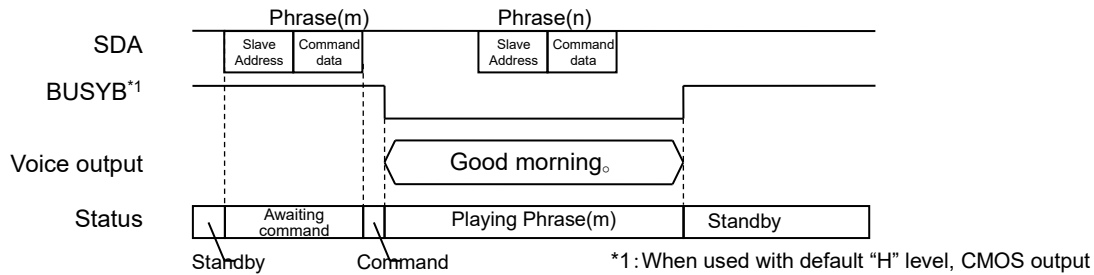 Phrase(m) Phrase(n)
SDA
Slave Address
Command data
Slave Address
Command data
BUSYB*1
Voice output
Good morning。
Status
Awaiting command
Playing Phrase(m)
Standby
Standby
Command
*1:When used with default “H” level, CMOS output